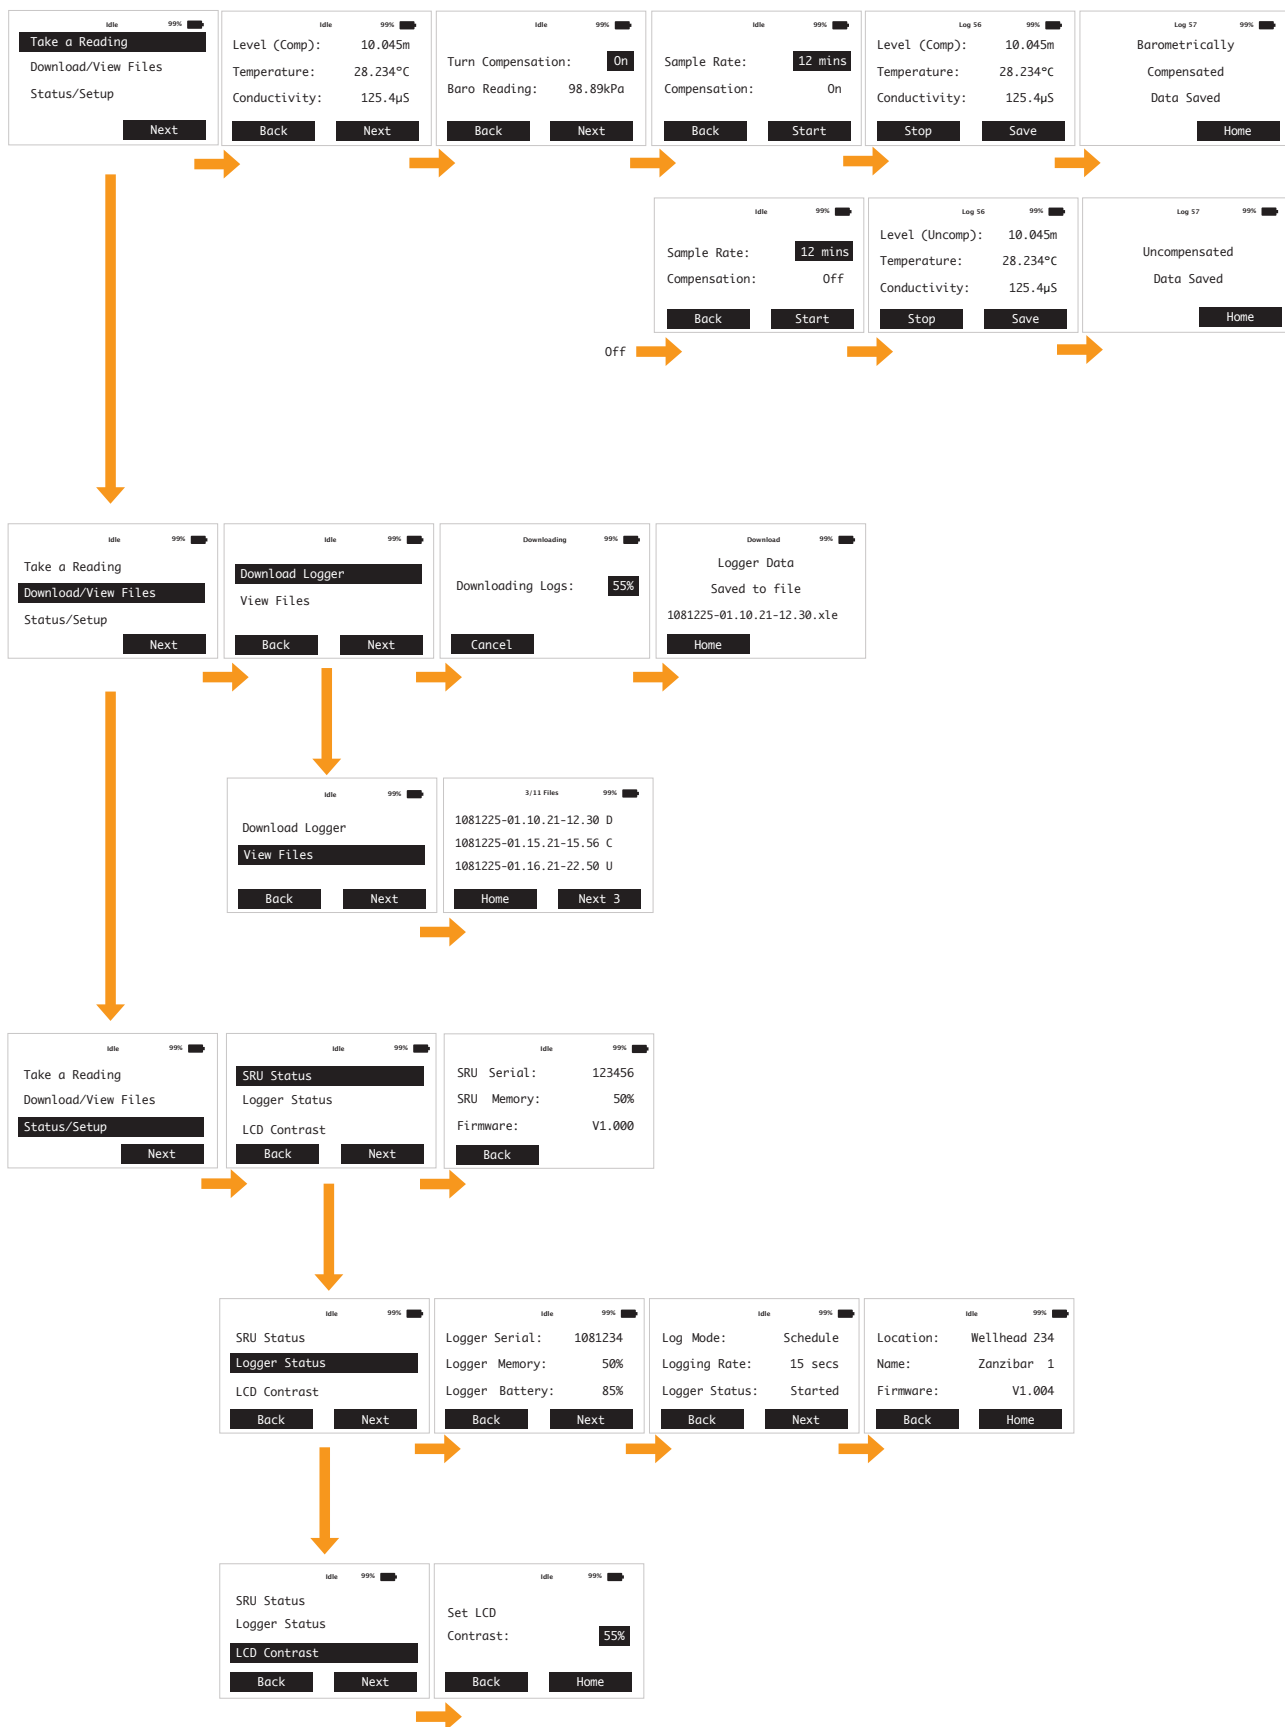 Idle 99%
Take a Reading
Download/View Files
Status/Setup
Next
Idle 99%
Level (Comp): 10.045m
Temperature: 28.234°C
Conductivity: 125.4µS
Back Next
Idle 99%
Turn Compensation: On
Baro Reading: 98.89kPa
Back Next
Idle 99%
Sample Rate: 12 mins
Compensation: On
Back Start
Log 56 99%
Level (Comp): 10.045m
Temperature: 28.234°C
Conductivity: 125.4µS
Stop Save
Log 57 99%
Barometrically
Compensated
Data Saved
Home
Off
Idle 99%
Sample Rate: 12 mins
Compensation: Off
Back Start
Log 56 99%
Level (Uncomp): 10.045m
Temperature: 28.234°C
Conductivity: 125.4µS
Stop Save
Log 57 99%
Uncompensated
Data Saved
Home
Idle 99%
Take a Reading
Download/View Files
Status/Setup
Next
Idle 99%
Download Logger
View Files
Back Next
Downloading 99%
Downloading Logs: 55%
Cancel
Download 99%
Logger Data
Saved to file
1081225-01.10.21-12.30.xle
Home
Idle 99%
Download Logger
View Files
Back Next
3/11 Files 99%
1081225-01.10.21-12.30 D
1081225-01.15.21-15.56 C
1081225-01.16.21-22.50 U
Home Next 3
Idle 99%
Take a Reading
Download/View Files
Status/Setup
Next
Idle 99%
SRU Status
Logger Status
LCD Contrast
Back Next
Idle 99%
SRU Serial: 123456
SRU Memory: 50%
Firmware: V1.000
Back
Idle 99%
SRU Status
Logger Status
LCD Contrast
Back Next
Idle 99%
Logger Serial: 1081234
Logger Memory: 50%
Logger Battery: 85%
Back Next
Idle 99%
Log Mode: Schedule
Logging Rate: 15 secs
Logger Status: Started
Back Next
Idle 99%
Location: Wellhead 234
Name: Zanzibar 1
Firmware: V1.004
Back Home
Idle 99%
SRU Status
Logger Status
LCD Contrast
Back Next
Idle 99%
Set LCD
Contrast: 55%
Back Home